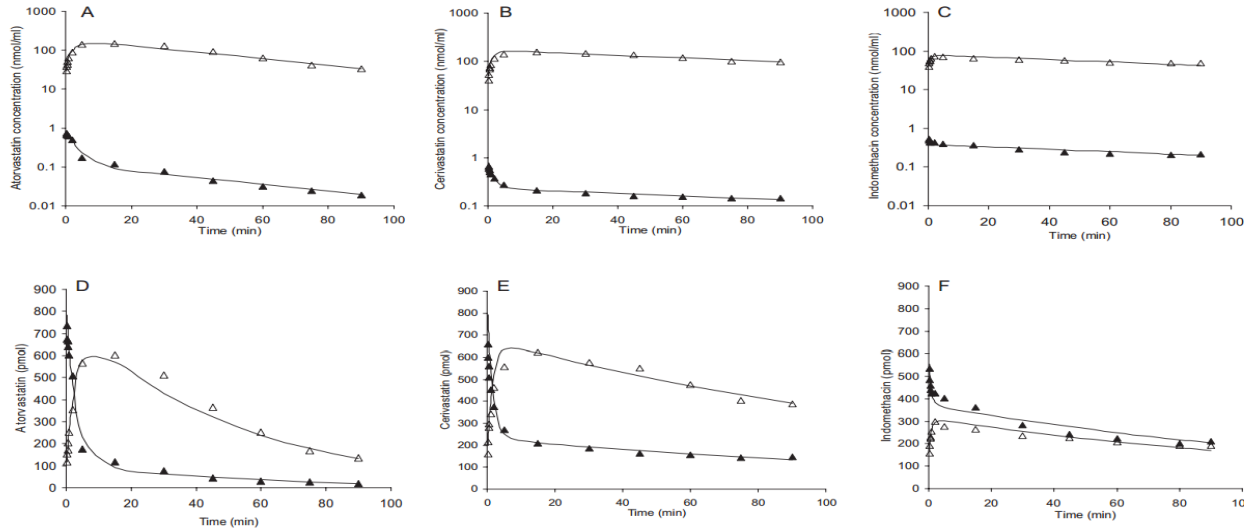 A
Atorvastatin concentration (nmol/ml)
1000
100
10
1
0.1
0.01
0 20 40 60 80 100
Time (min)
B
Cerivastatin concentration (nmol/ml)
1000
100
10
1
0.1
0 20 40 60 80 100
Time (min)
C
Indomethacin concentration (nmol/ml)
1000
100
10
1
0.1
0.01
0 20 40 60 80 100
Time (min)
D
Atorvastatin (pmol)
900
800
700
600
500
400
300
200
100
0
0 20 40 60 80 100
Time (min)
E
Cerivastatin (pmol)
900
800
700
600
500
400
300
200
100
0
0 20 40 60 80 100
Time (min)
F
Indomethacin (pmol)
900
800
700
600
500
400
300
200
100
0
0 20 40 60 80 100
Time (min)